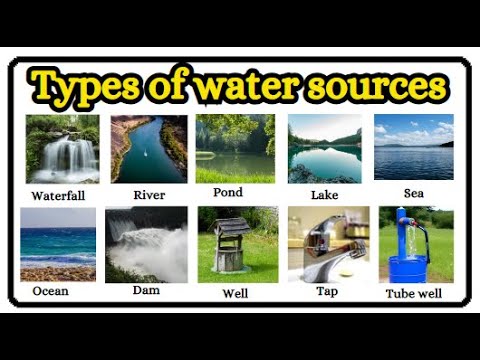 Types of water sources
Waterfall
River
Pond
Lake
Sea
Ocean
Dam
Well
Tap
Tube well